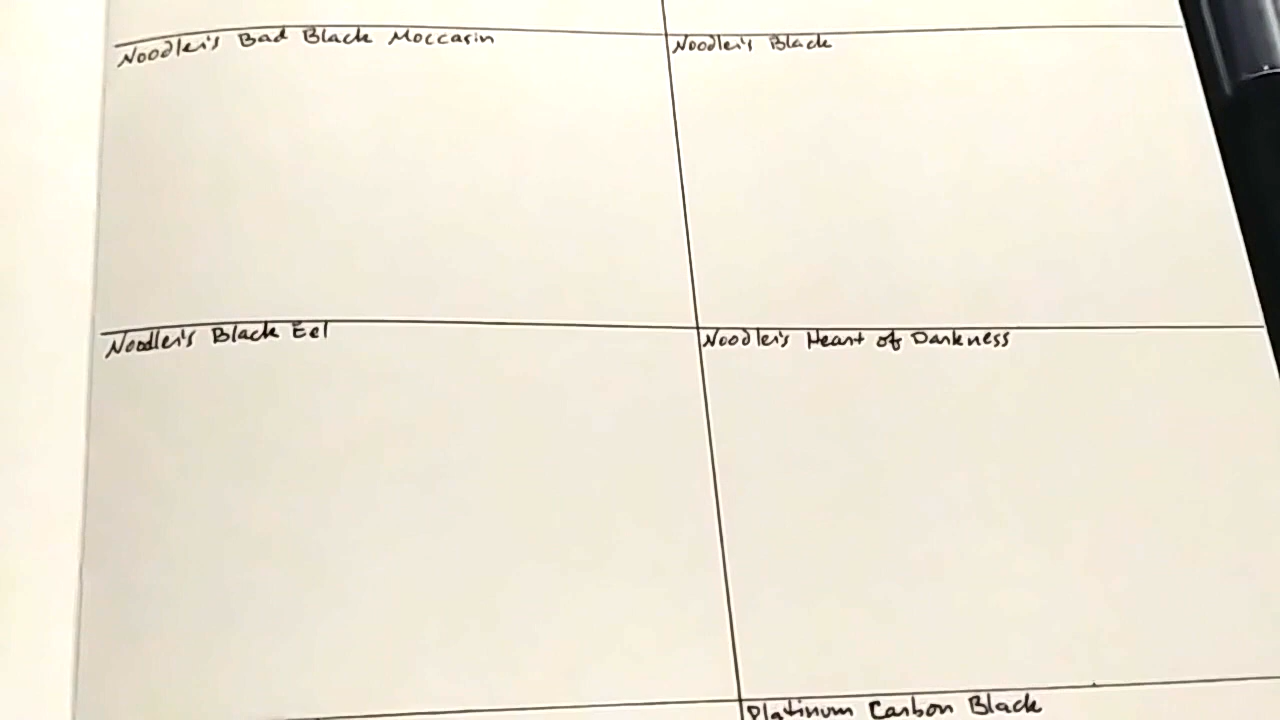 Noodler's Bad Black Moccasin
Noodler's Black
Noodler's Black Eel
Noodler's Heart of Darkness
Platinum Carbon Black